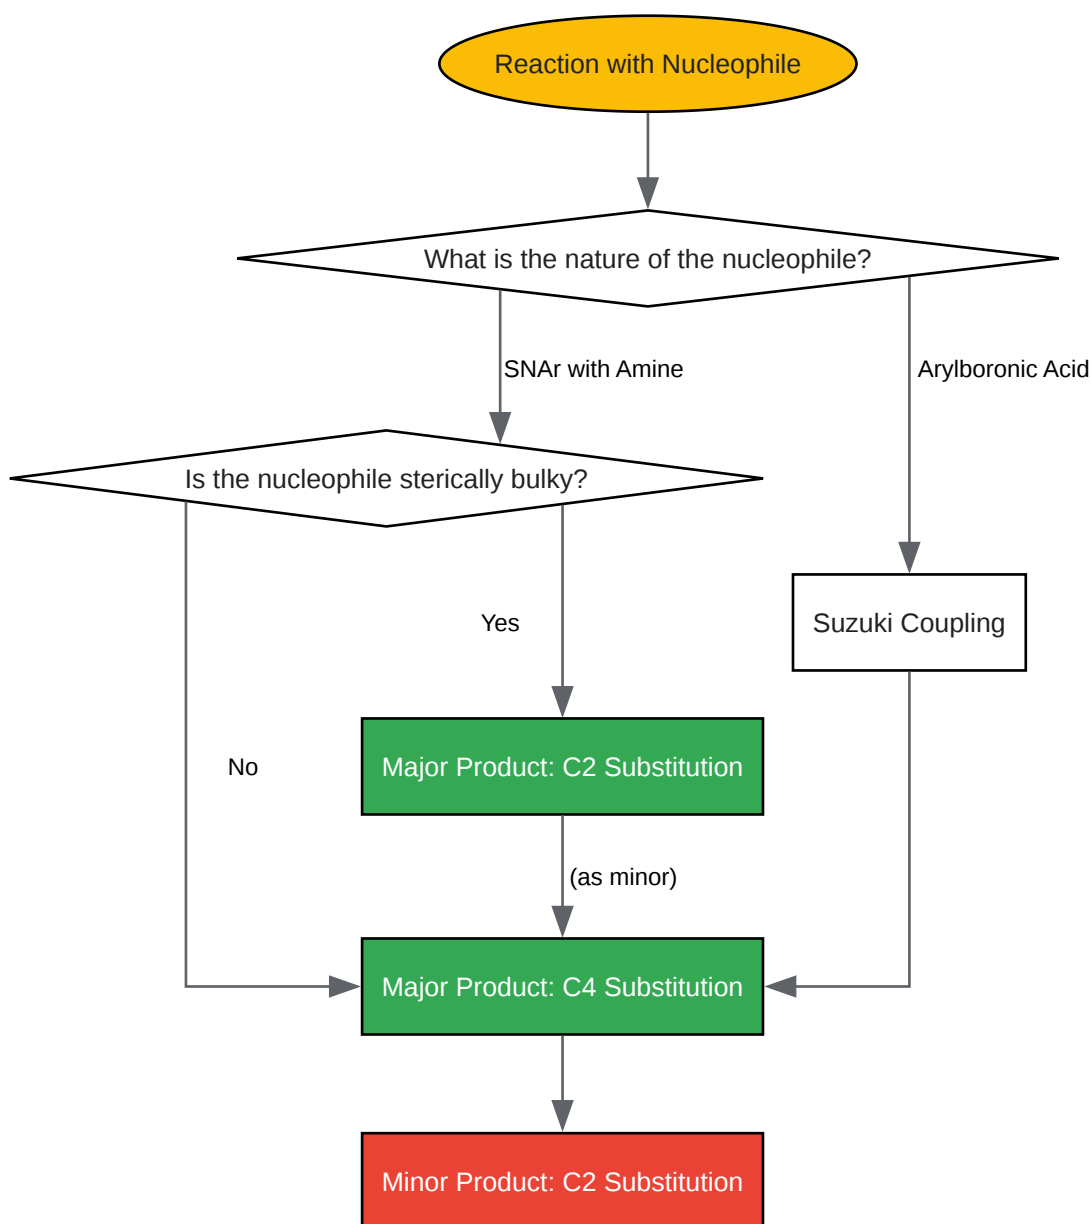 Reaction with Nucleophile
What is the nature of the nucleophile?
SNAr with Amine
Arylboronic Acid
Is the nucleophile sterically bulky?
Yes
Suzuki Coupling
No
Major Product: C2 Substitution
(as minor)
Major Product: C4 Substitution
Minor Product: C2 Substitution